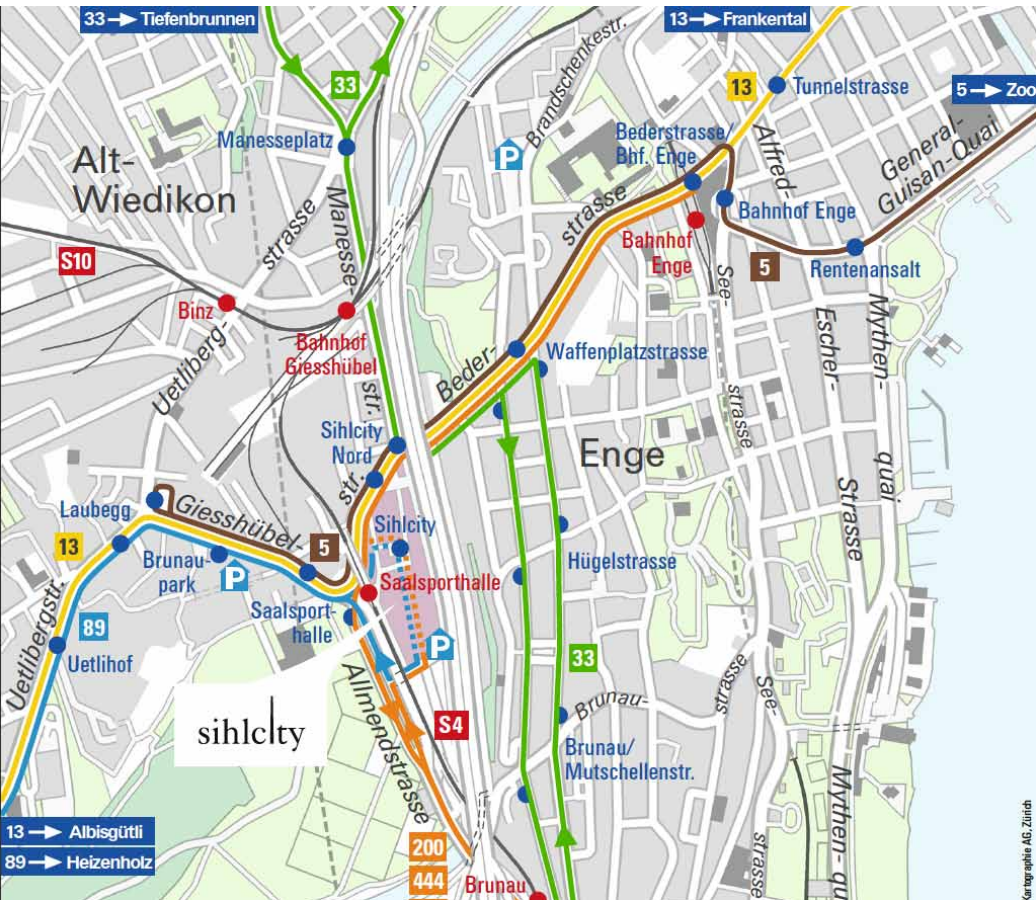 33 → Tiefenbrunnen
13 → Frankental
13
Tunnelstrasse
5 → Zoo
33
Brandschenkestr.
Manesseplatz
Bederstrasse/
Bhf. Enge
Alfred-
General-
Guisan-Quai
Alt-
Wiedikon
P
strasse
Manesse-
strasse
Bahnhof Enge
S10
Bahnhof
Enge
5
Rentenansalt
See-
Binz
Bahnhof
Giesshübel
Uetliberg-
Escher-
Mythen-
Waffenplatzstrasse
Beder-
str.
strasse
Sihlcity
Nord
Enge
quai
Strasse
str.
Laubegg
Giesshübel-
Sihlcity
13
5
Brunau-
park
P
Hügelstrasse
Saalsporthalle
Saalsport-
halle
89
Uetlibergstr.
Uetlihof
P
33
Allmendstrasse
strasse
See-
Brunau-
sihlcity
S4
Brunau/
Mutschellenstr.
Mythen-qu
13 → Albisgütli
89 → Heizenholz
200
444
Brunau
strasse
artographie AG, Zürich